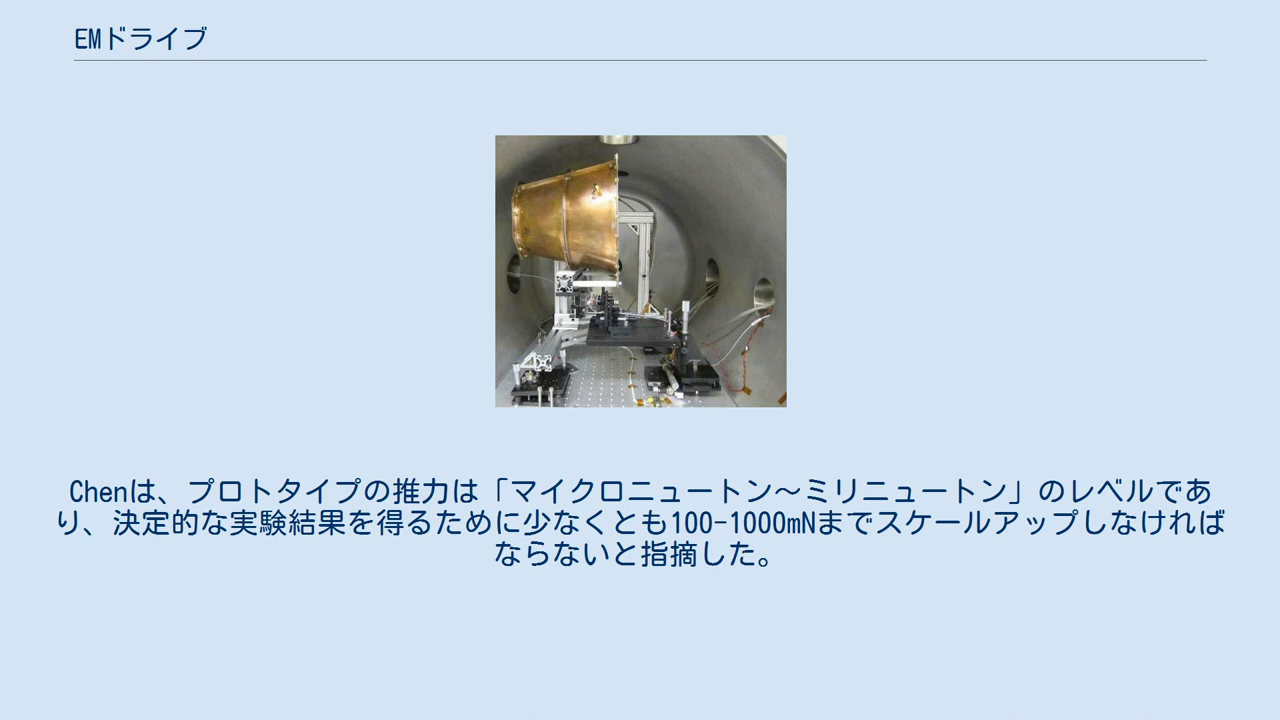 EMドライブ
Chenは、プロトタイプの推力は「マイクロニュートン〜ミリニュートン」のレベルであ
り、決定的な実験結果を得るために少なくとも100-1000mNまでスケールアップしなければ
ならないと指摘した。